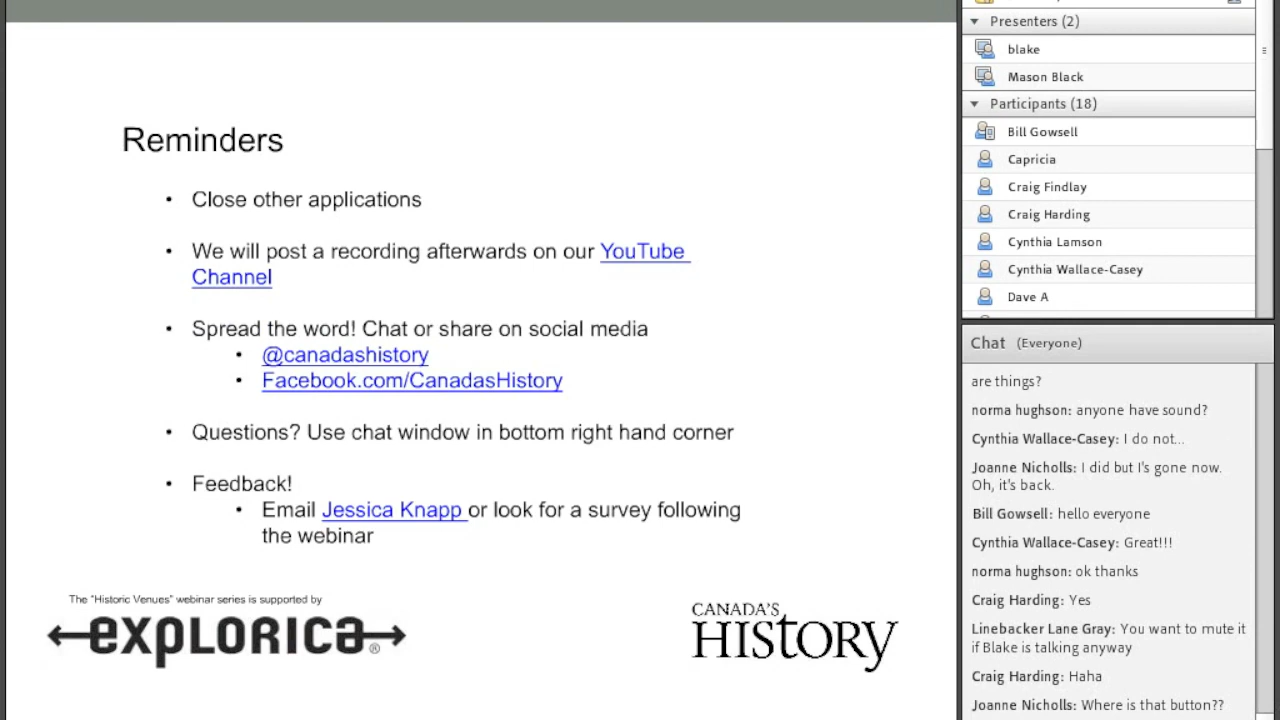 Reminders
• Close other applications
• We will post a recording afterwards on our YouTube
Channel
• Spread the word! Chat or share on social media
• @canadashistory
• Facebook.com/CanadasHistory
• Questions? Use chat window in bottom right hand corner
• Feedback!
• Email Jessica Knapp or look for a survey following
the webinar
The "Historic Venues" webinar series is supported by
explorica®
CANADA'S
HISTORY
Presenters (2)
blake
Mason Black
Participants (18)
Bill Gowsell
Capricia
Craig Findlay
Craig Harding
Cynthia Lamson
Cynthia Wallace-Casey
Dave A
Chat (Everyone)
are things?
norma hughson: anyone have sound?
Cynthia Wallace-Casey: I do not...
Joanne Nicholls: I did but I's gone now.
Oh, it's back.
Bill Gowsell: hello everyone
Cynthia Wallace-Casey: Great!!!
norma hughson: ok thanks
Craig Harding: Yes
Linebacker Lane Gray: You want to mute it
if Blake is talking anyway
Craig Harding: Haha
Joanne Nicholls: Where is that button??